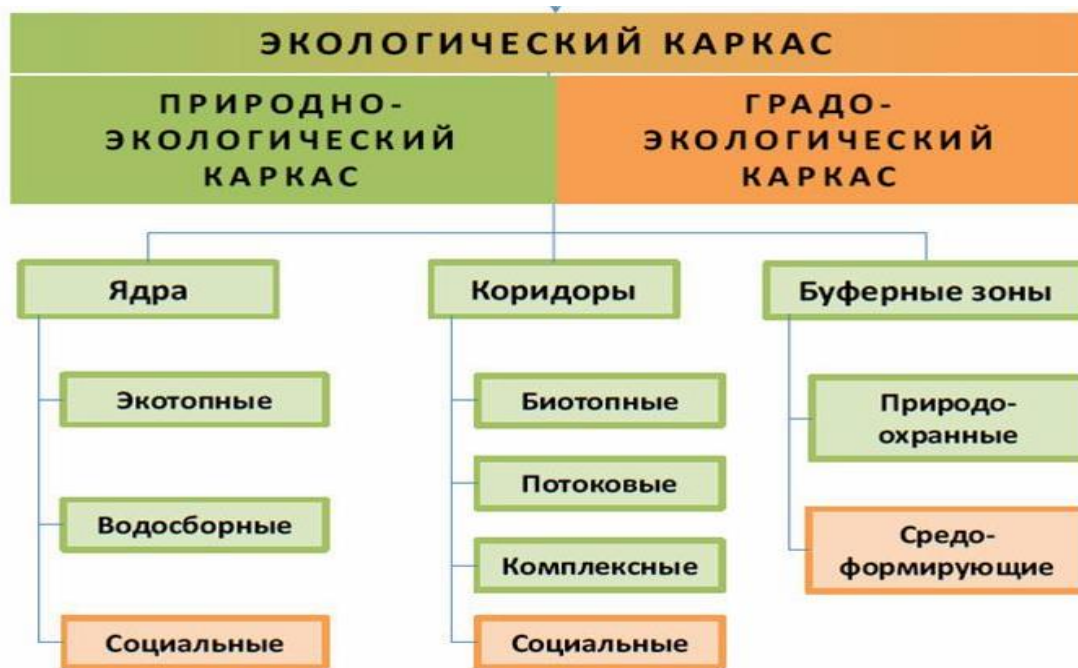 ЭКОЛОГИЧЕСКИЙ КАРКАС
ПРИРОДНО-
ЭКОЛОГИЧЕСКИЙ
КАРКАС
ГРАДО-
ЭКОЛОГИЧЕСКИЙ
КАРКАС
Ядра
Экотопные
Водосборные
Социальные
Коридоры
Биотопные
Потоковые
Комплексные
Социальные
Буферные зоны
Природо-
охранные
Средо-
формирующие